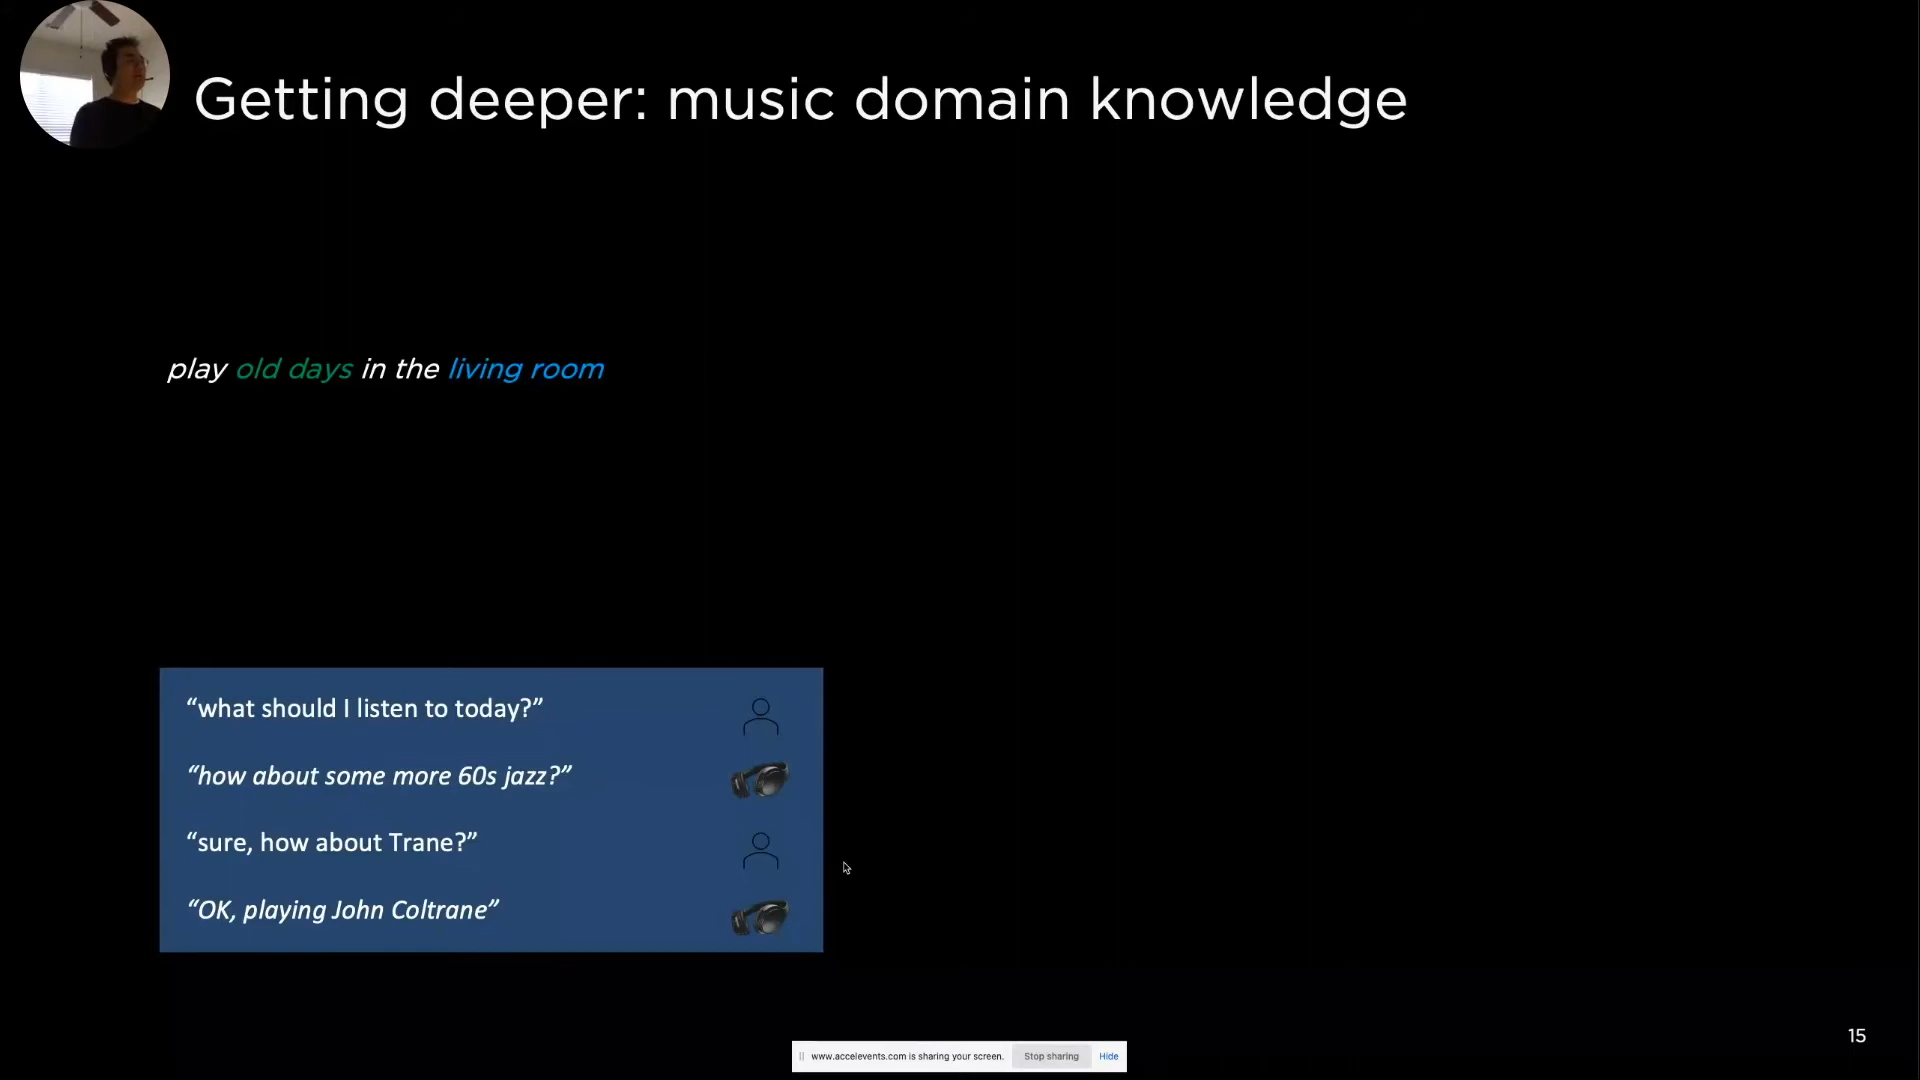 Getting deeper: music domain knowledge
play old days in the living room
“what should I listen to today?”
“how about some more 60s jazz?”
“sure, how about Trane?”
“OK, playing John Coltrane”
15
www.accelevents.com is sharing your screen. Stop sharing Hide